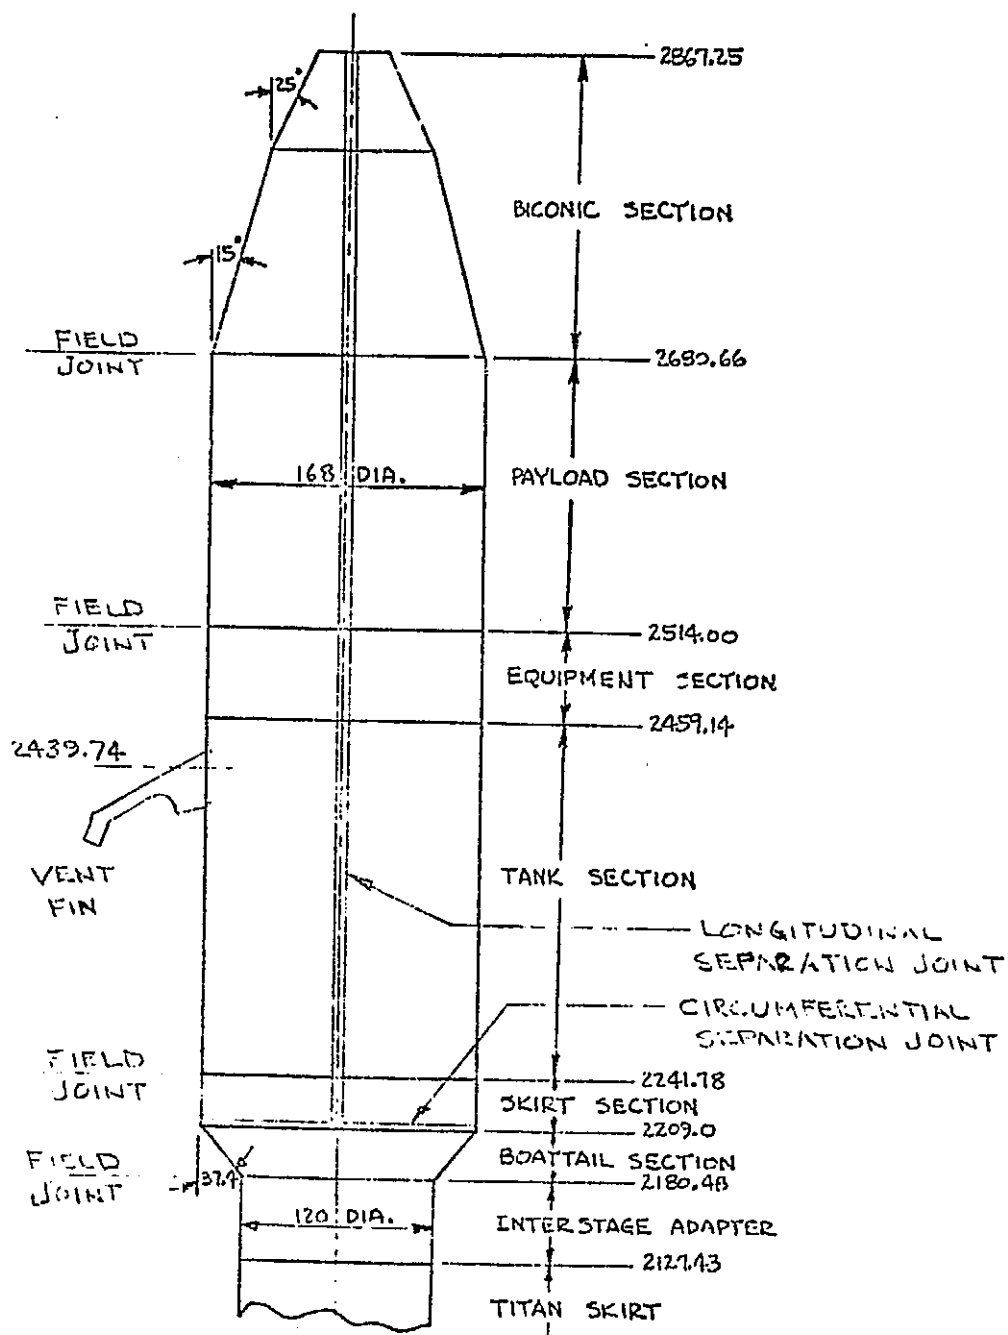 2867.25
25°
BICONIC SECTION
15°
FIELD
JOINT
2680.66
168 DIA.
PAYLOAD SECTION
FIELD
JOINT
2514.00
EQUIPMENT SECTION
2459.14
2439.74
VENT
FIN
TANK SECTION
LONGITUDINAL
SEPARATION JOINT
CIRCUMFERENTIAL
SEPARATION JOINT
FIELD
JOINT
2241.78
SKIRT SECTION
2209.0
BOATTAIL SECTION
FIELD
JOINT
2180.48
120 DIA.
INTERSTAGE ADAPTER
2127.43
TITAN SKIRT